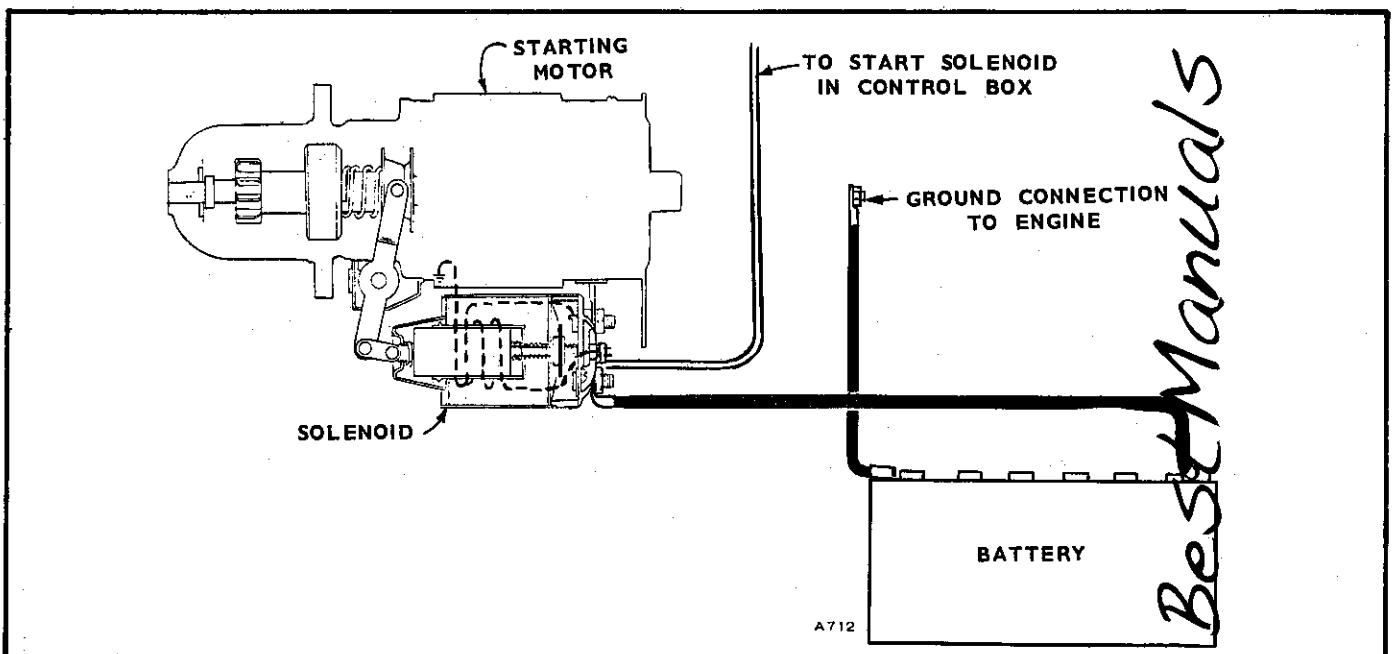 STARTING
MOTOR
TO START SOLENOID
IN CONTROL BOX
GROUND CONNECTION
TO ENGINE
SOLENOID
BATTERY
A712
Best Manuals